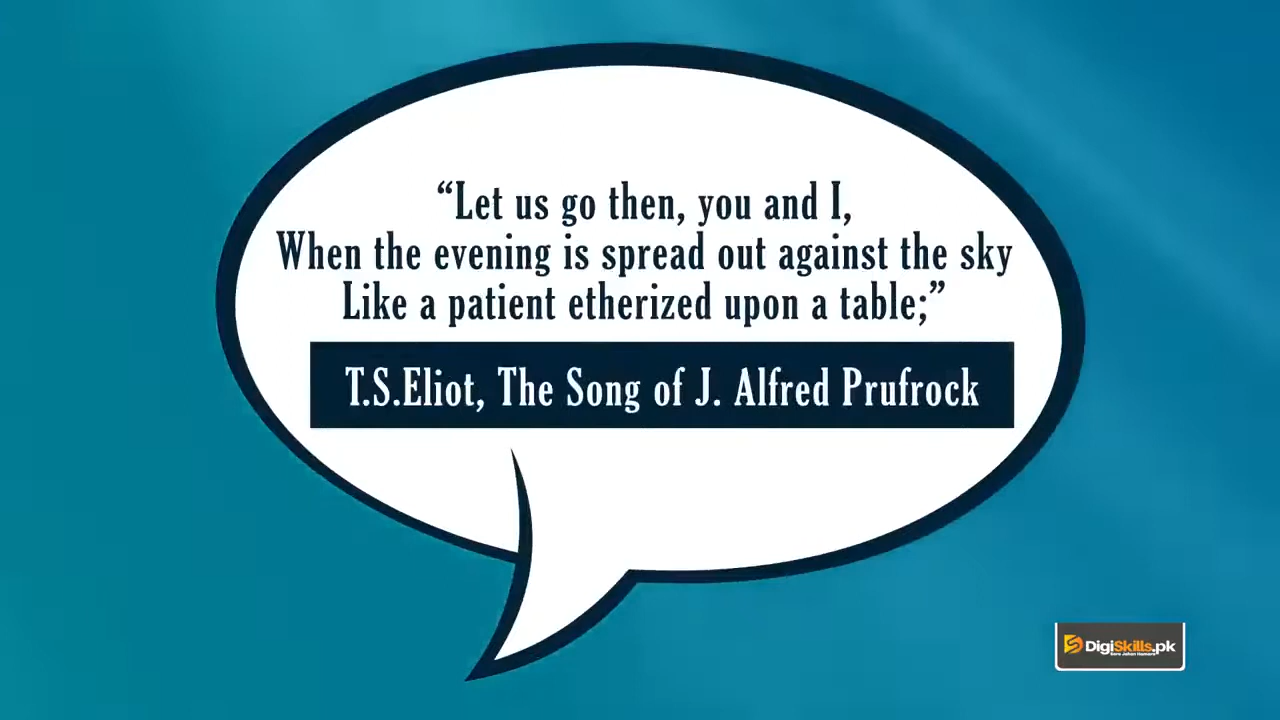 “Let us go then, you and I,
When the evening is spread out against the sky
Like a patient etherized upon a table;”
T.S.Eliot, The Song of J. Alfred Prufrock
DigiSkills.pk